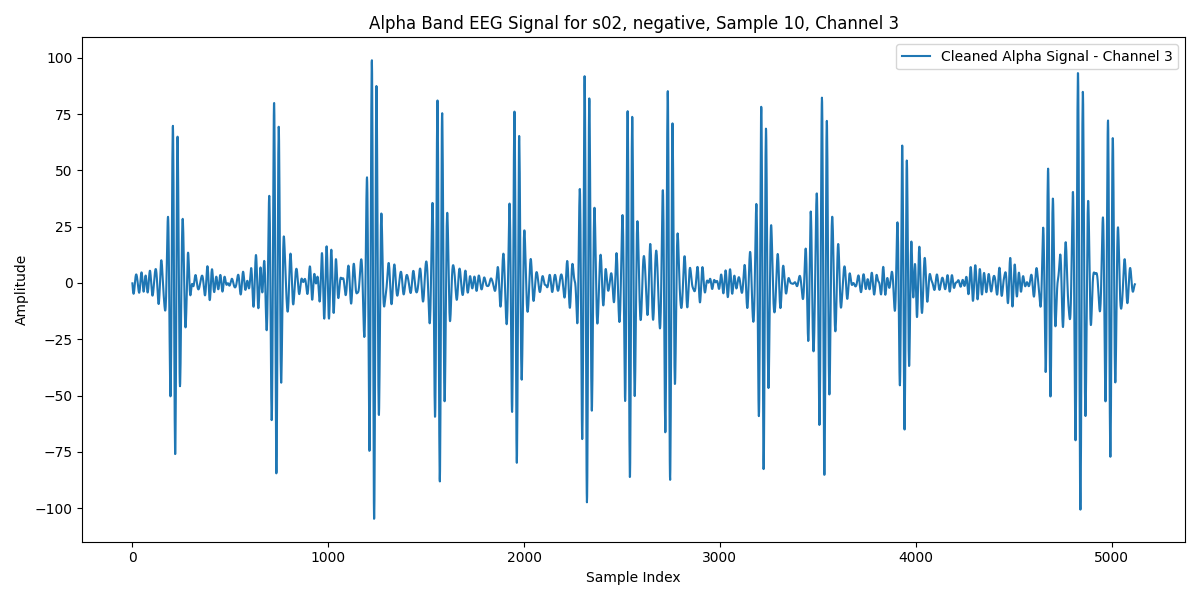 Alpha Band EEG Signal for s02, negative, Sample 10, Channel 3
Cleaned Alpha Signal - Channel 3
Amplitude
100
75
50
25
0
−25
−50
−75
−100
0 1000 2000 3000 4000 5000
Sample Index